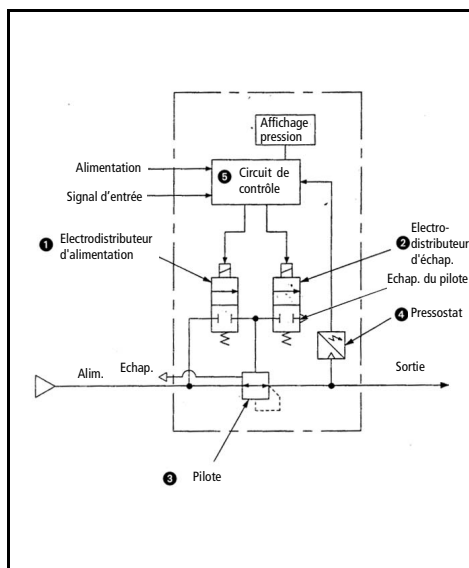 Affichage
pression
Alimentation
Signal d'entrée
5 Circuit de
contrôle
1 Electrodistributeur
d'alimentation
2 Electro-
distributeur
d'échap.
Echap. du pilote
4 Pressostat
Alim.
Echap.
Sortie
3 Pilote